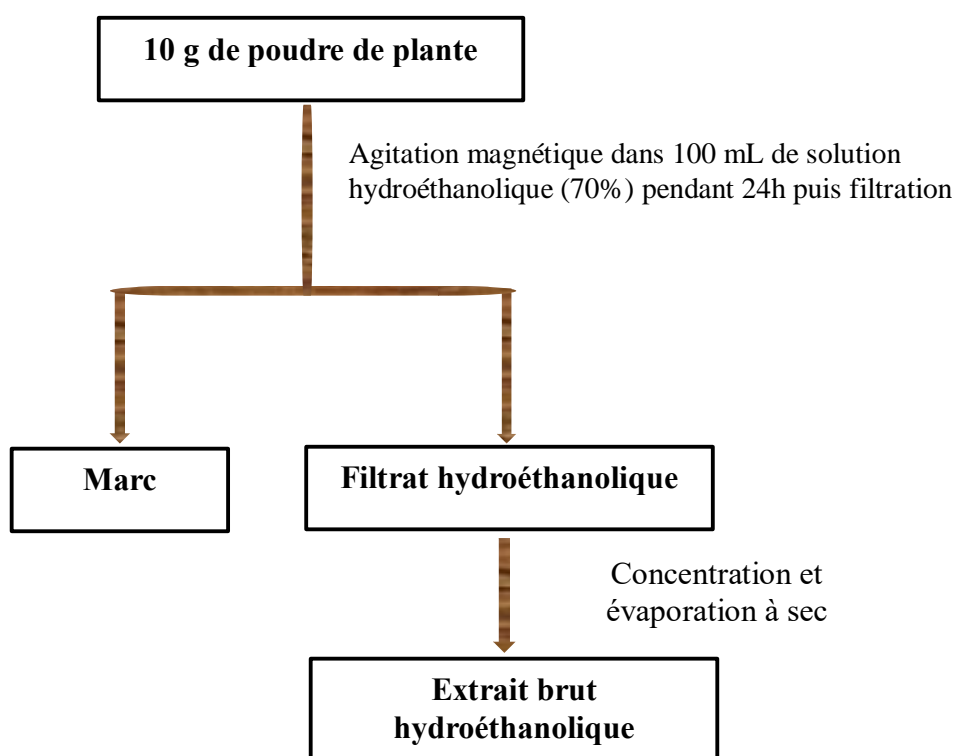 10 g de poudre de plante
Agitation magnétique dans 100 mL de solution
hydroéthanolique (70%) pendant 24h puis filtration
Marc
Filtrat hydroéthanolique
Concentration et
évaporation à sec
Extrait brut
hydroéthanolique